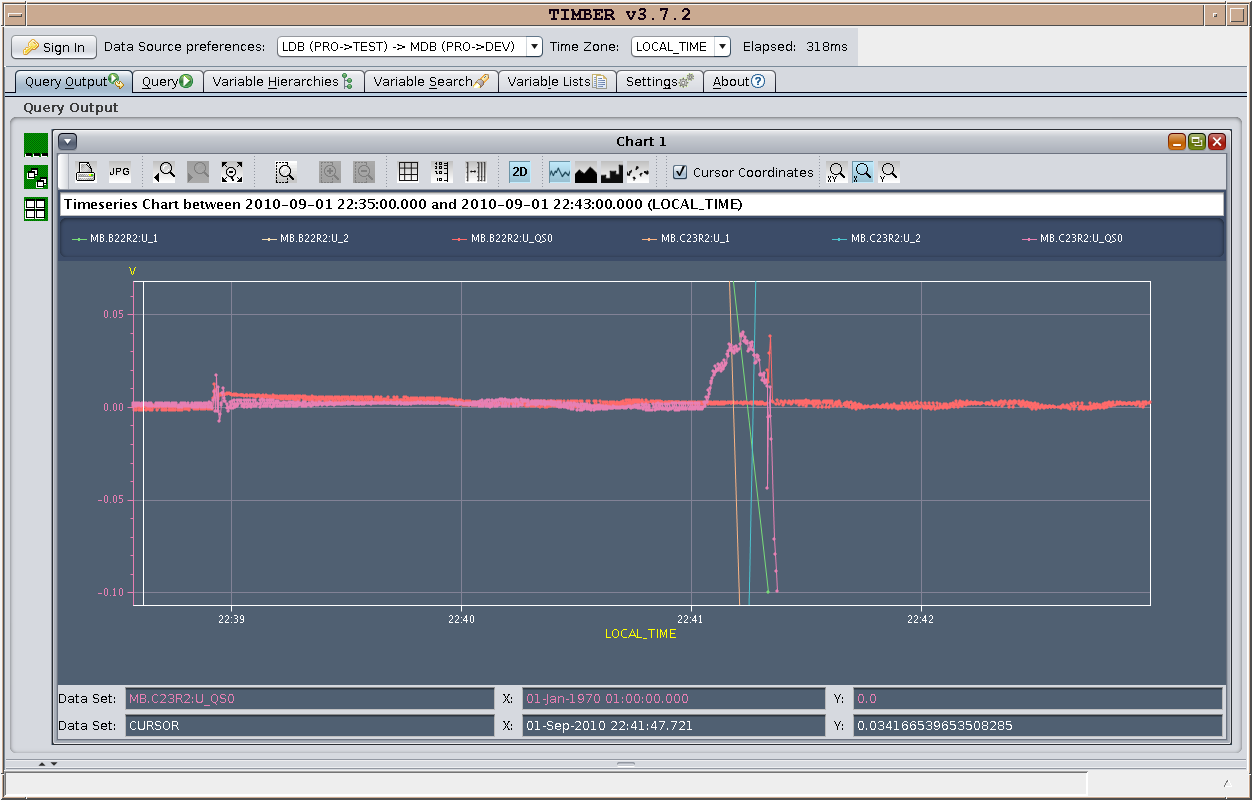 TIMBER v3.7.2
Sign In Data Source preferences: LDB (PRO->TEST) -> MDB (PRO->DEV) Time Zone: LOCAL_TIME Elapsed: 318ms
Query Output Query Variable Hierarchies Variable Search Variable Lists Settings About
Query Output
Chart 1
JPG 2D Cursor Coordinates XY X Y
Timeseries Chart between 2010-09-01 22:35:00.000 and 2010-09-01 22:43:00.000 (LOCAL_TIME)
MB.B22R2:U_1 MB.B22R2:U_2 MB.B22R2:U_QS0 MB.C23R2:U_1 MB.C23R2:U_2 MB.C23R2:U_QS0
V
0.05
0.00
-0.05
-0.10
22:39 22:40 22:41 22:42
LOCAL_TIME
Data Set: MB.C23R2:U_QS0 X: 01-Jan-1970 01:00:00.000 Y: 0.0
Data Set: CURSOR X: 01-Sep-2010 22:41:47.721 Y: 0.034166539653508285